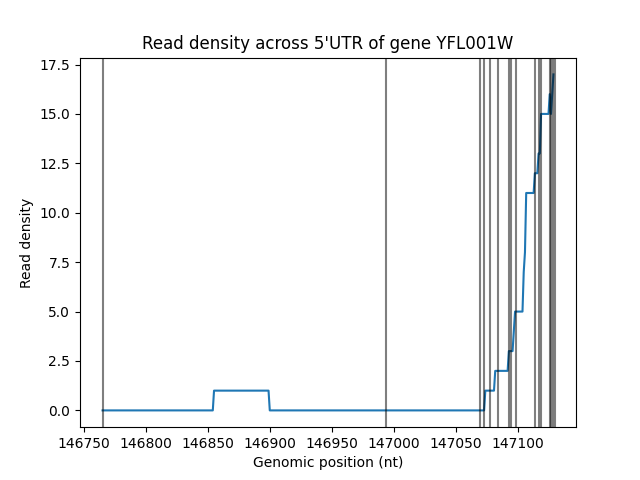 Read density across 5'UTR of gene YFL001W
17.5
15.0
12.5
10.0
7.5
5.0
2.5
0.0
Read density
146750 146800 146850 146900 146950 147000 147050 147100
Genomic position (nt)